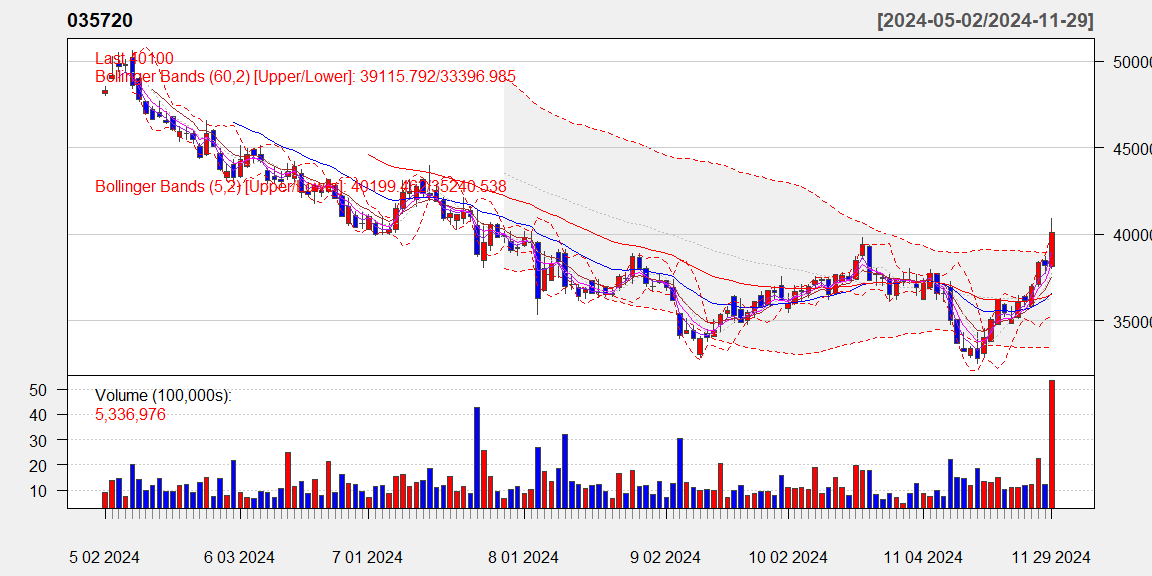 035720 [2024-05-02/2024-11-29]
Last 40100
Bollinger Bands (60,2) [Upper/Lower]: 39115.792/33396.985
Bollinger Bands (5,2) [Upper/Lower]: 40199.462/35240.538
50000
45000
40000
35000
Volume (100,000s):
5,336,976
50
40
30
20
10
5 02 2024 6 03 2024 7 01 2024 8 01 2024 9 02 2024 10 02 2024 11 04 2024 11 29 2024